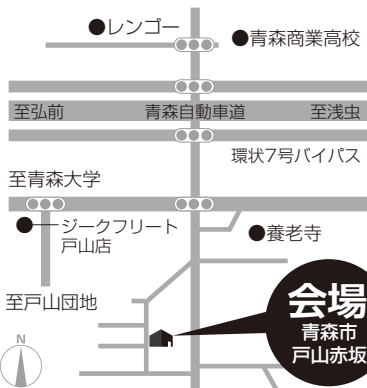 ●レンゴー
●青森商業高校
至弘前 青森自動車道 至浅虫
環状7号バイパス
至青森大学
●ジークフリート
戸山店
●養老寺
至戸山団地
会場
青森市
戸山赤坂
N